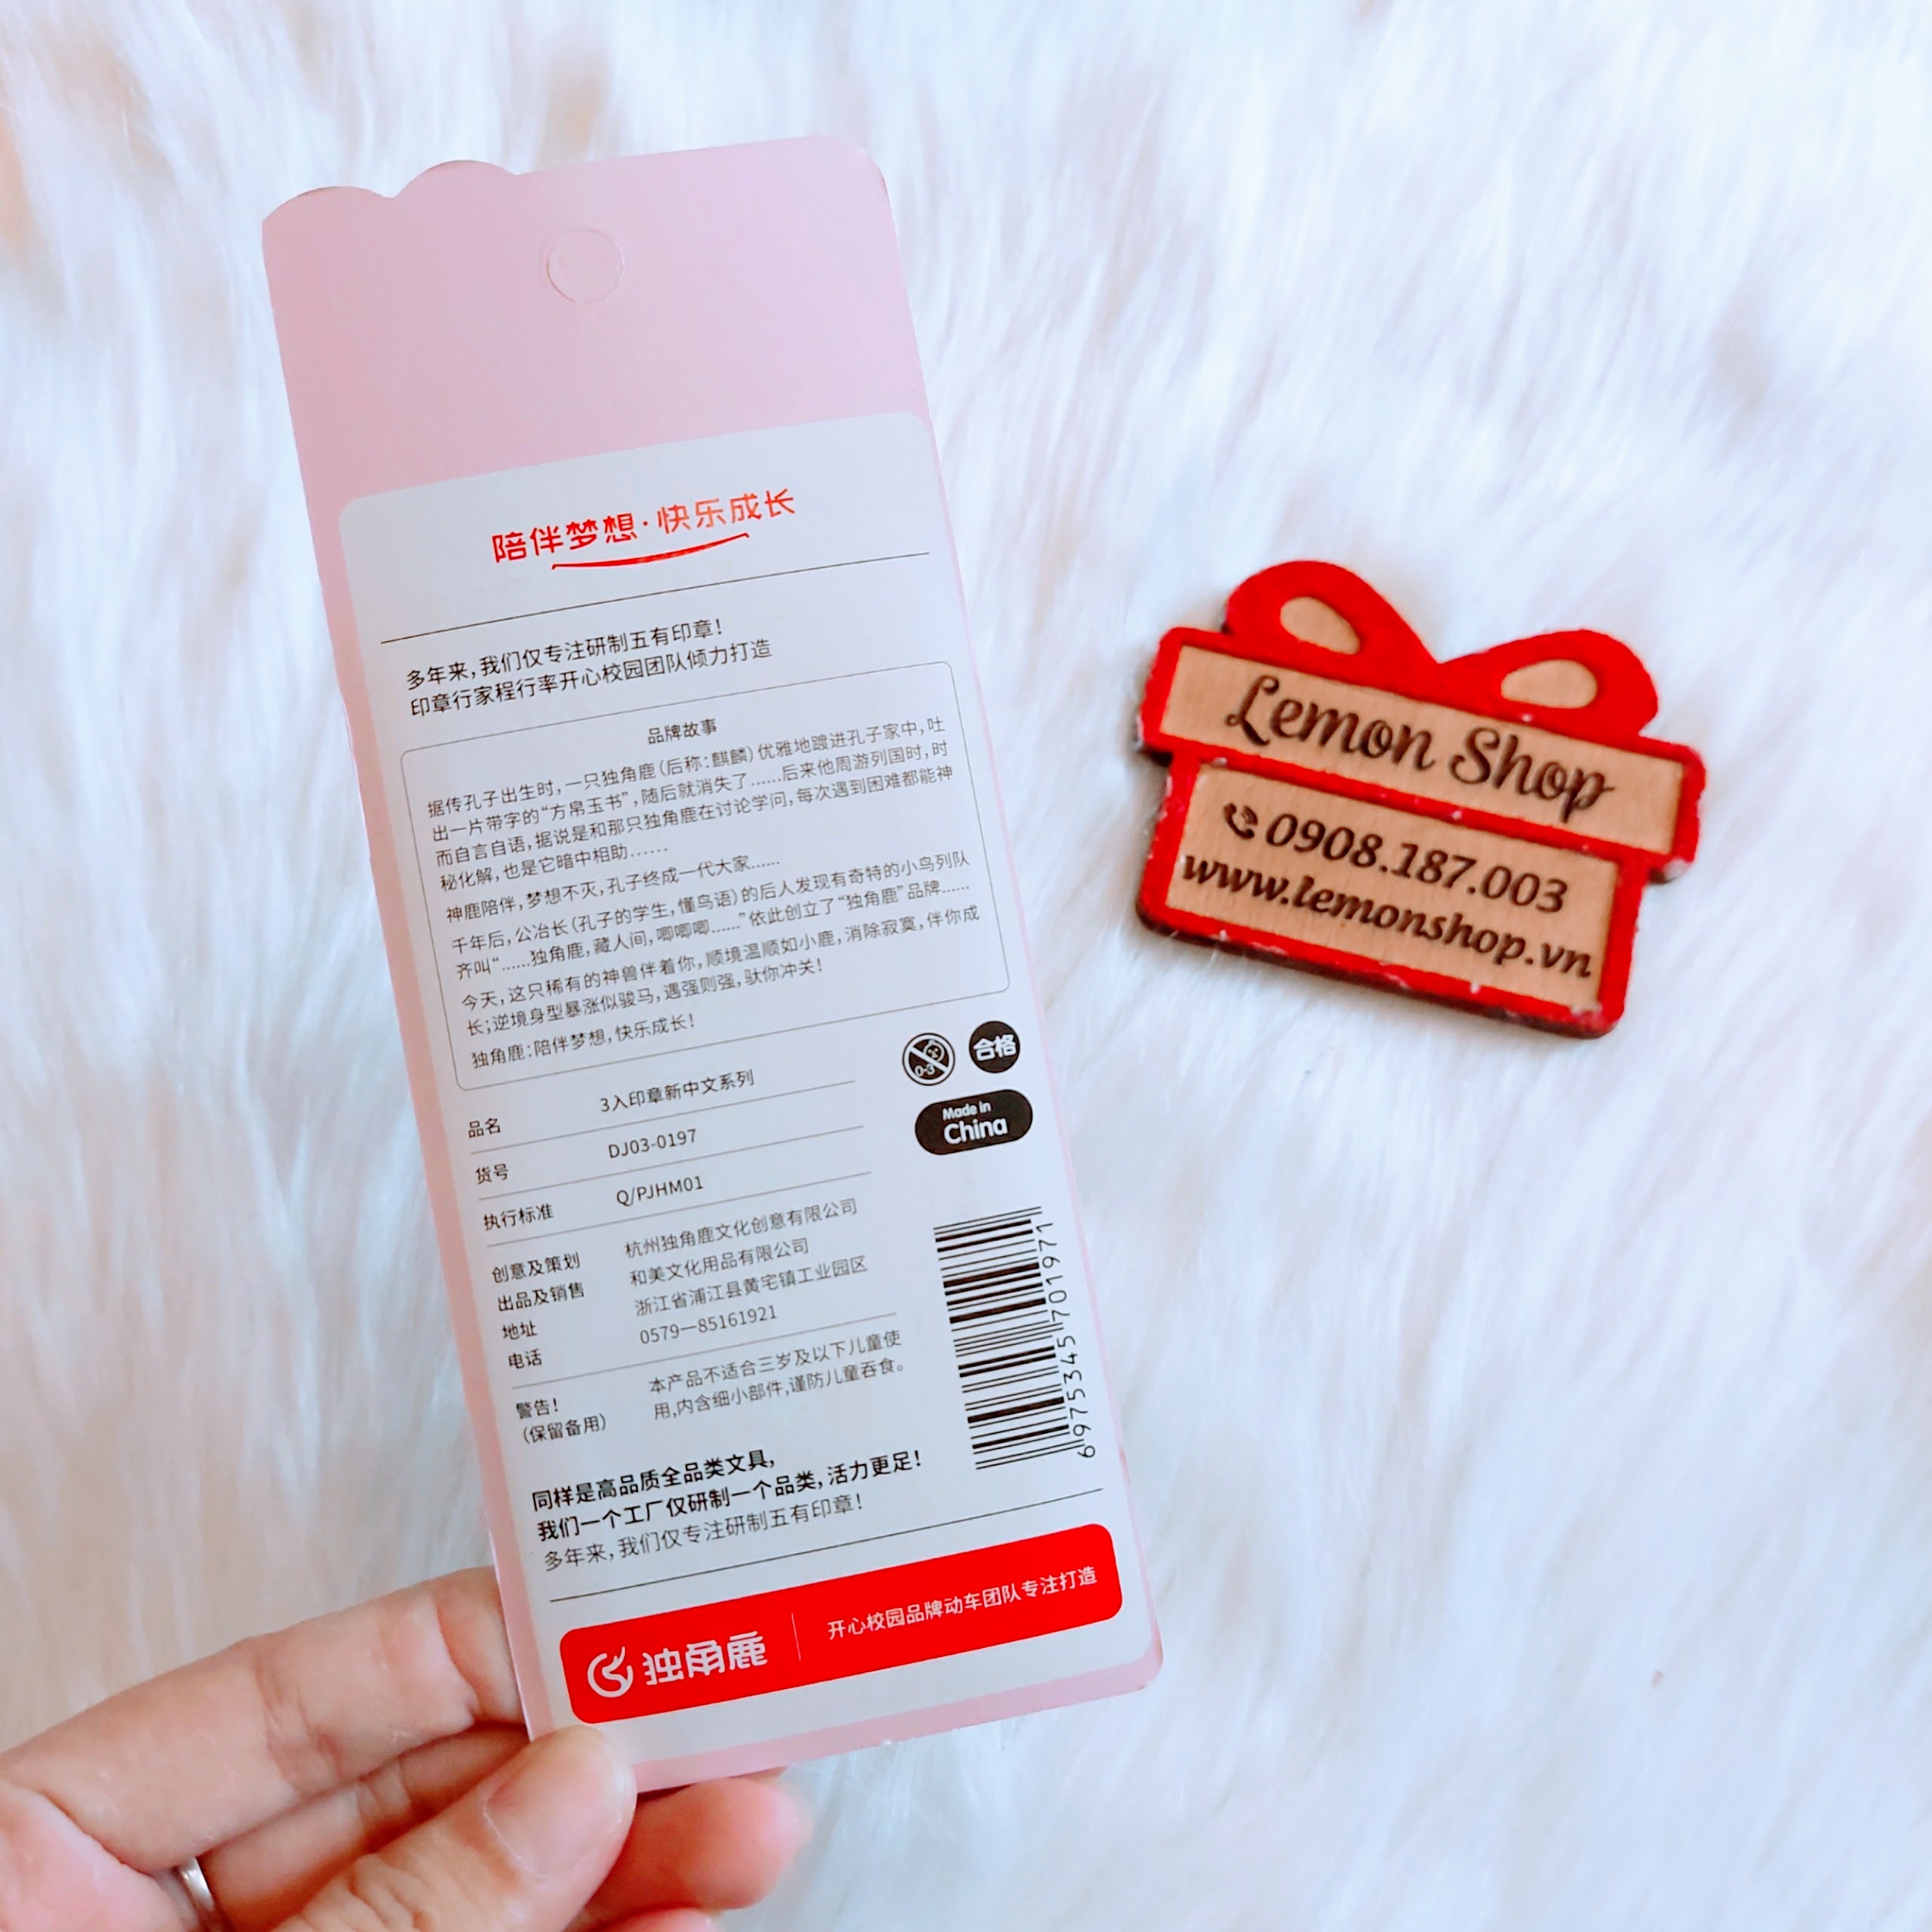 陪伴梦想·快乐成长
多年来,我们仅专注研制五有印章!
印章行家程行率开心校园团队倾力打造
品牌故事
据传孔子出生时,一只独角鹿(后称:麒麟)优雅地踱进孔子家中,吐
出一片带字的“方帛玉书”,随后就消失了......后来他周游列国时,时
而自言自语,据说是和那只独角鹿在讨论学问,每次遇到困难都能神
秘化解,也是它暗中相助......
神鹿陪伴,梦想不灭,孔子终成一代大家......
千年后,公冶长(孔子的学生,懂鸟语)的后人发现有奇特的小鸟列队
齐叫“......独角鹿,藏人间,唧唧唧......”依此创立了“独角鹿”品牌......
今天,这只稀有的神兽伴着你,顺境温顺如小鹿,消除寂寞,伴你成
长;逆境身型暴涨似骏马,遇强则强,驮你冲关!
独角鹿:陪伴梦想,快乐成长!
0-3
合格
Made in
China
品名 3入印章新中文系列
货号 DJ03-0197
执行标准 Q/PJHM01
创意及策划 杭州独角鹿文化创意有限公司
出品及销售 和美文化用品有限公司
地址 浙江省浦江县黄宅镇工业园区
电话 0579—85161921
警告! 本产品不适合三岁及以下儿童使
(保留备用) 用,内含细小部件,谨防儿童吞食。
6975345701971
同样是高品质全品类文具,
我们一个工厂仅研制一个品类,活力更足!
多年来,我们仅专注研制五有印章!
独角鹿
开心校园品牌动车团队专注打造
Lemon Shop
0908.187.003
www.lemonshop.vn